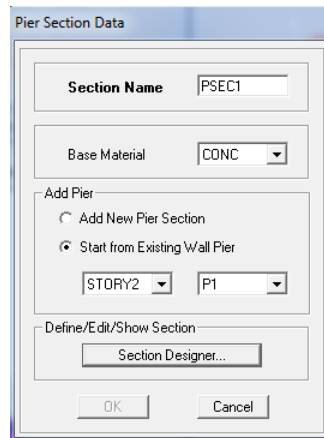 Pier Section Data
Section Name PSEC1
Base Material CONC
Add Pier
Add New Pier Section
Start from Existing Wall Pier
STORY2 P1
Define/Edit/Show Section
Section Designer...
OK Cancel